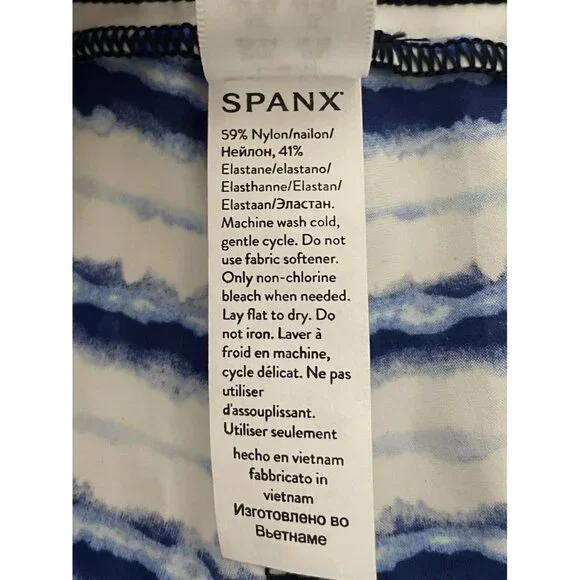 SPANX
59% Nylon/nailon/
Нейлон, 41%
Elastane/elastano/
Elasthanne/Elastan/
Elastaan/Эластан.
Machine wash cold,
gentle cycle. Do not
use fabric softener.
Only non-chlorine
bleach when needed.
Lay flat to dry. Do
not iron. Laver à
froid en machine,
cycle délicat. Ne pas
utiliser
d'assouplissant.
Utiliser seulement
hecho en vietnam
fabbricato in
vietnam
Изготовлено во
Вьетнаме